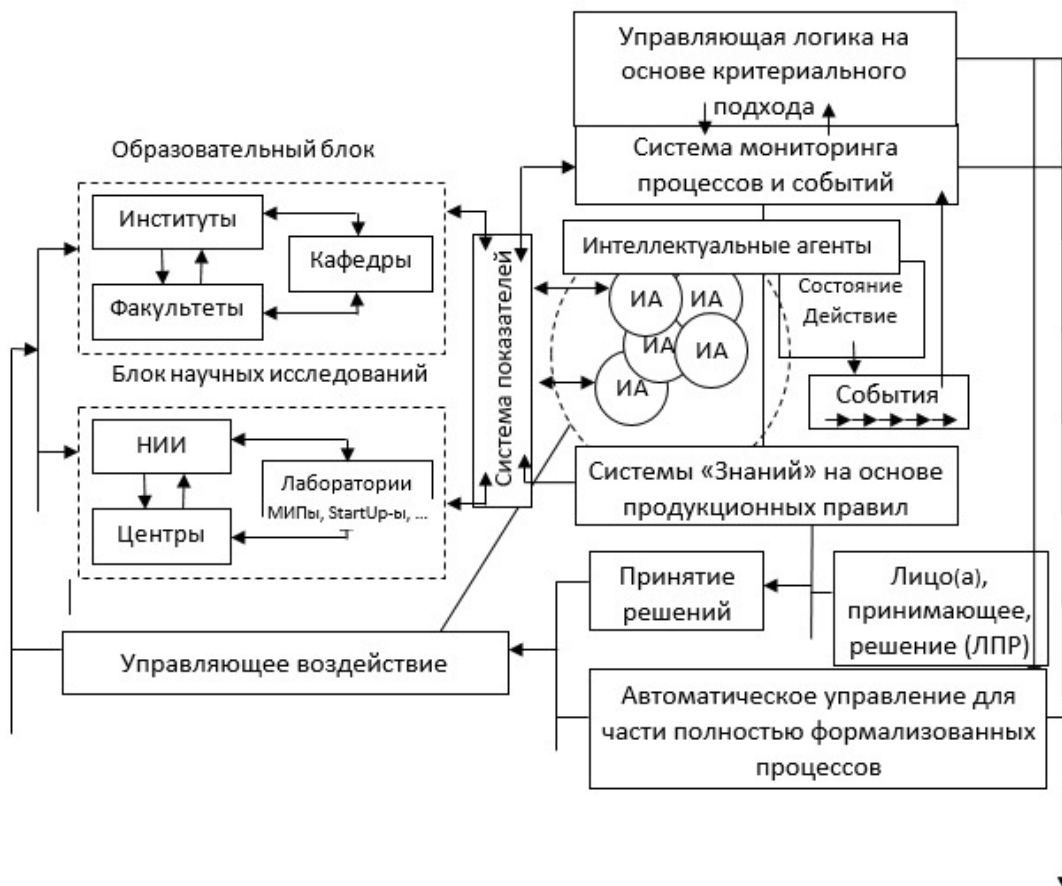 Управляющая логика на
основе критериального
подхода
Система мониторинга
процессов и событий
Образовательный блок
Институты
Кафедры
Факультеты
Блок научных исследований
НИИ
Лаборатории
МИПы, StartUp-ы, ...
Центры
Система показателей
Интеллектуальные агенты
ИА
ИА
ИА
ИА
ИА
Состояние
Действие
События
Системы «Знаний» на основе
продукционных правил
Принятие
решений
Лицо(а),
принимающее,
решение (ЛПР)
Управляющее воздействие
Автоматическое управление для
части полностью формализованных
процессов